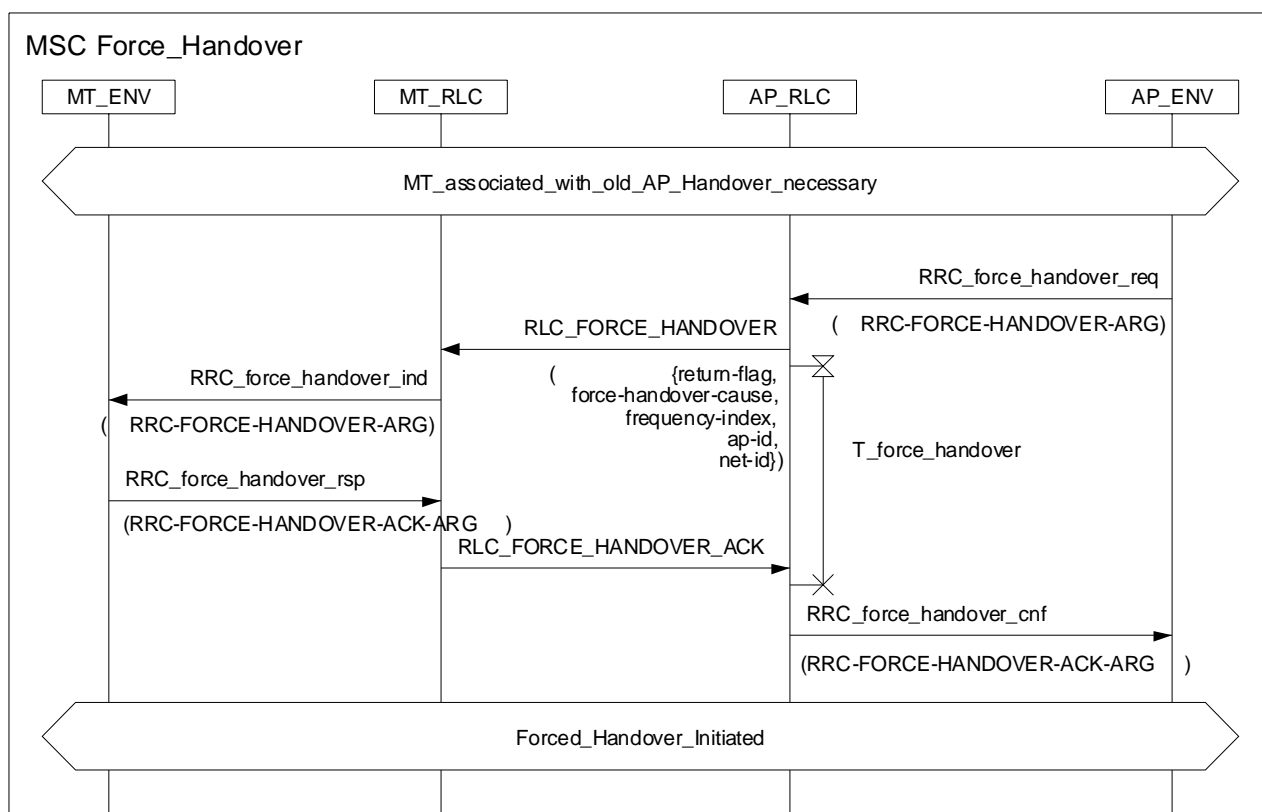 MSC Force_Handover
MT_ENV
MT_RLC
AP_RLC
AP_ENV
MT_associated_with_old_AP_Handover_necessary
RRC_force_handover_req
( RRC-FORCE-HANDOVER-ARG)
RLC_FORCE_HANDOVER
( {return-flag,
force-handover-cause,
frequency-index,
ap-id,
net-id})
RRC_force_handover_ind
( RRC-FORCE-HANDOVER-ARG)
T_force_handover
RRC_force_handover_rsp
(RRC-FORCE-HANDOVER-ACK-ARG )
RLC_FORCE_HANDOVER_ACK
RRC_force_handover_cnf
(RRC-FORCE-HANDOVER-ACK-ARG )
Forced_Handover_Initiated